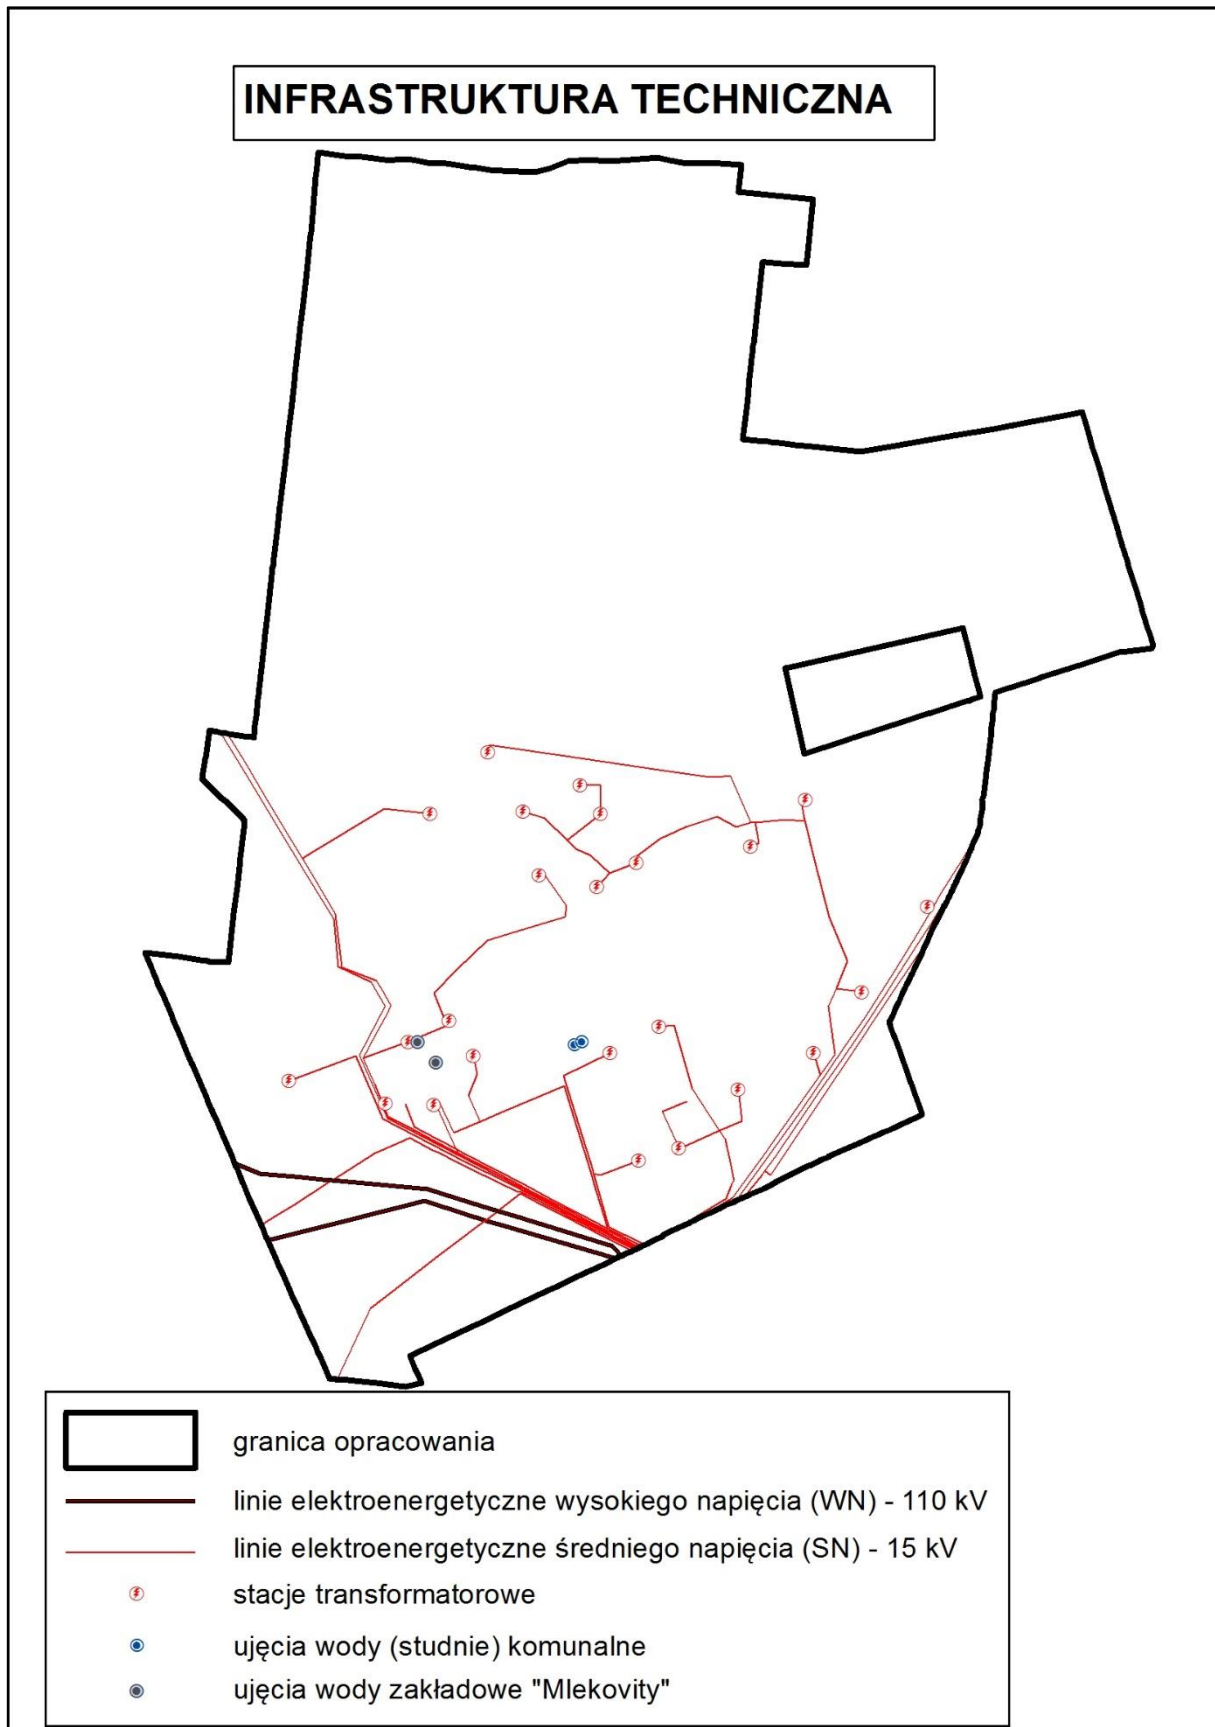 INFRASTRUKTURA TECHNICZNA
granica opracowania
linie elektroenergetyczne wysokiego napięcia (WN) - 110 kV
linie elektroenergetyczne średniego napięcia (SN) - 15 kV
stacje transformatorowe
ujęcia wody (studnie) komunalne
ujęcia wody zakładowe "Mlekovity"